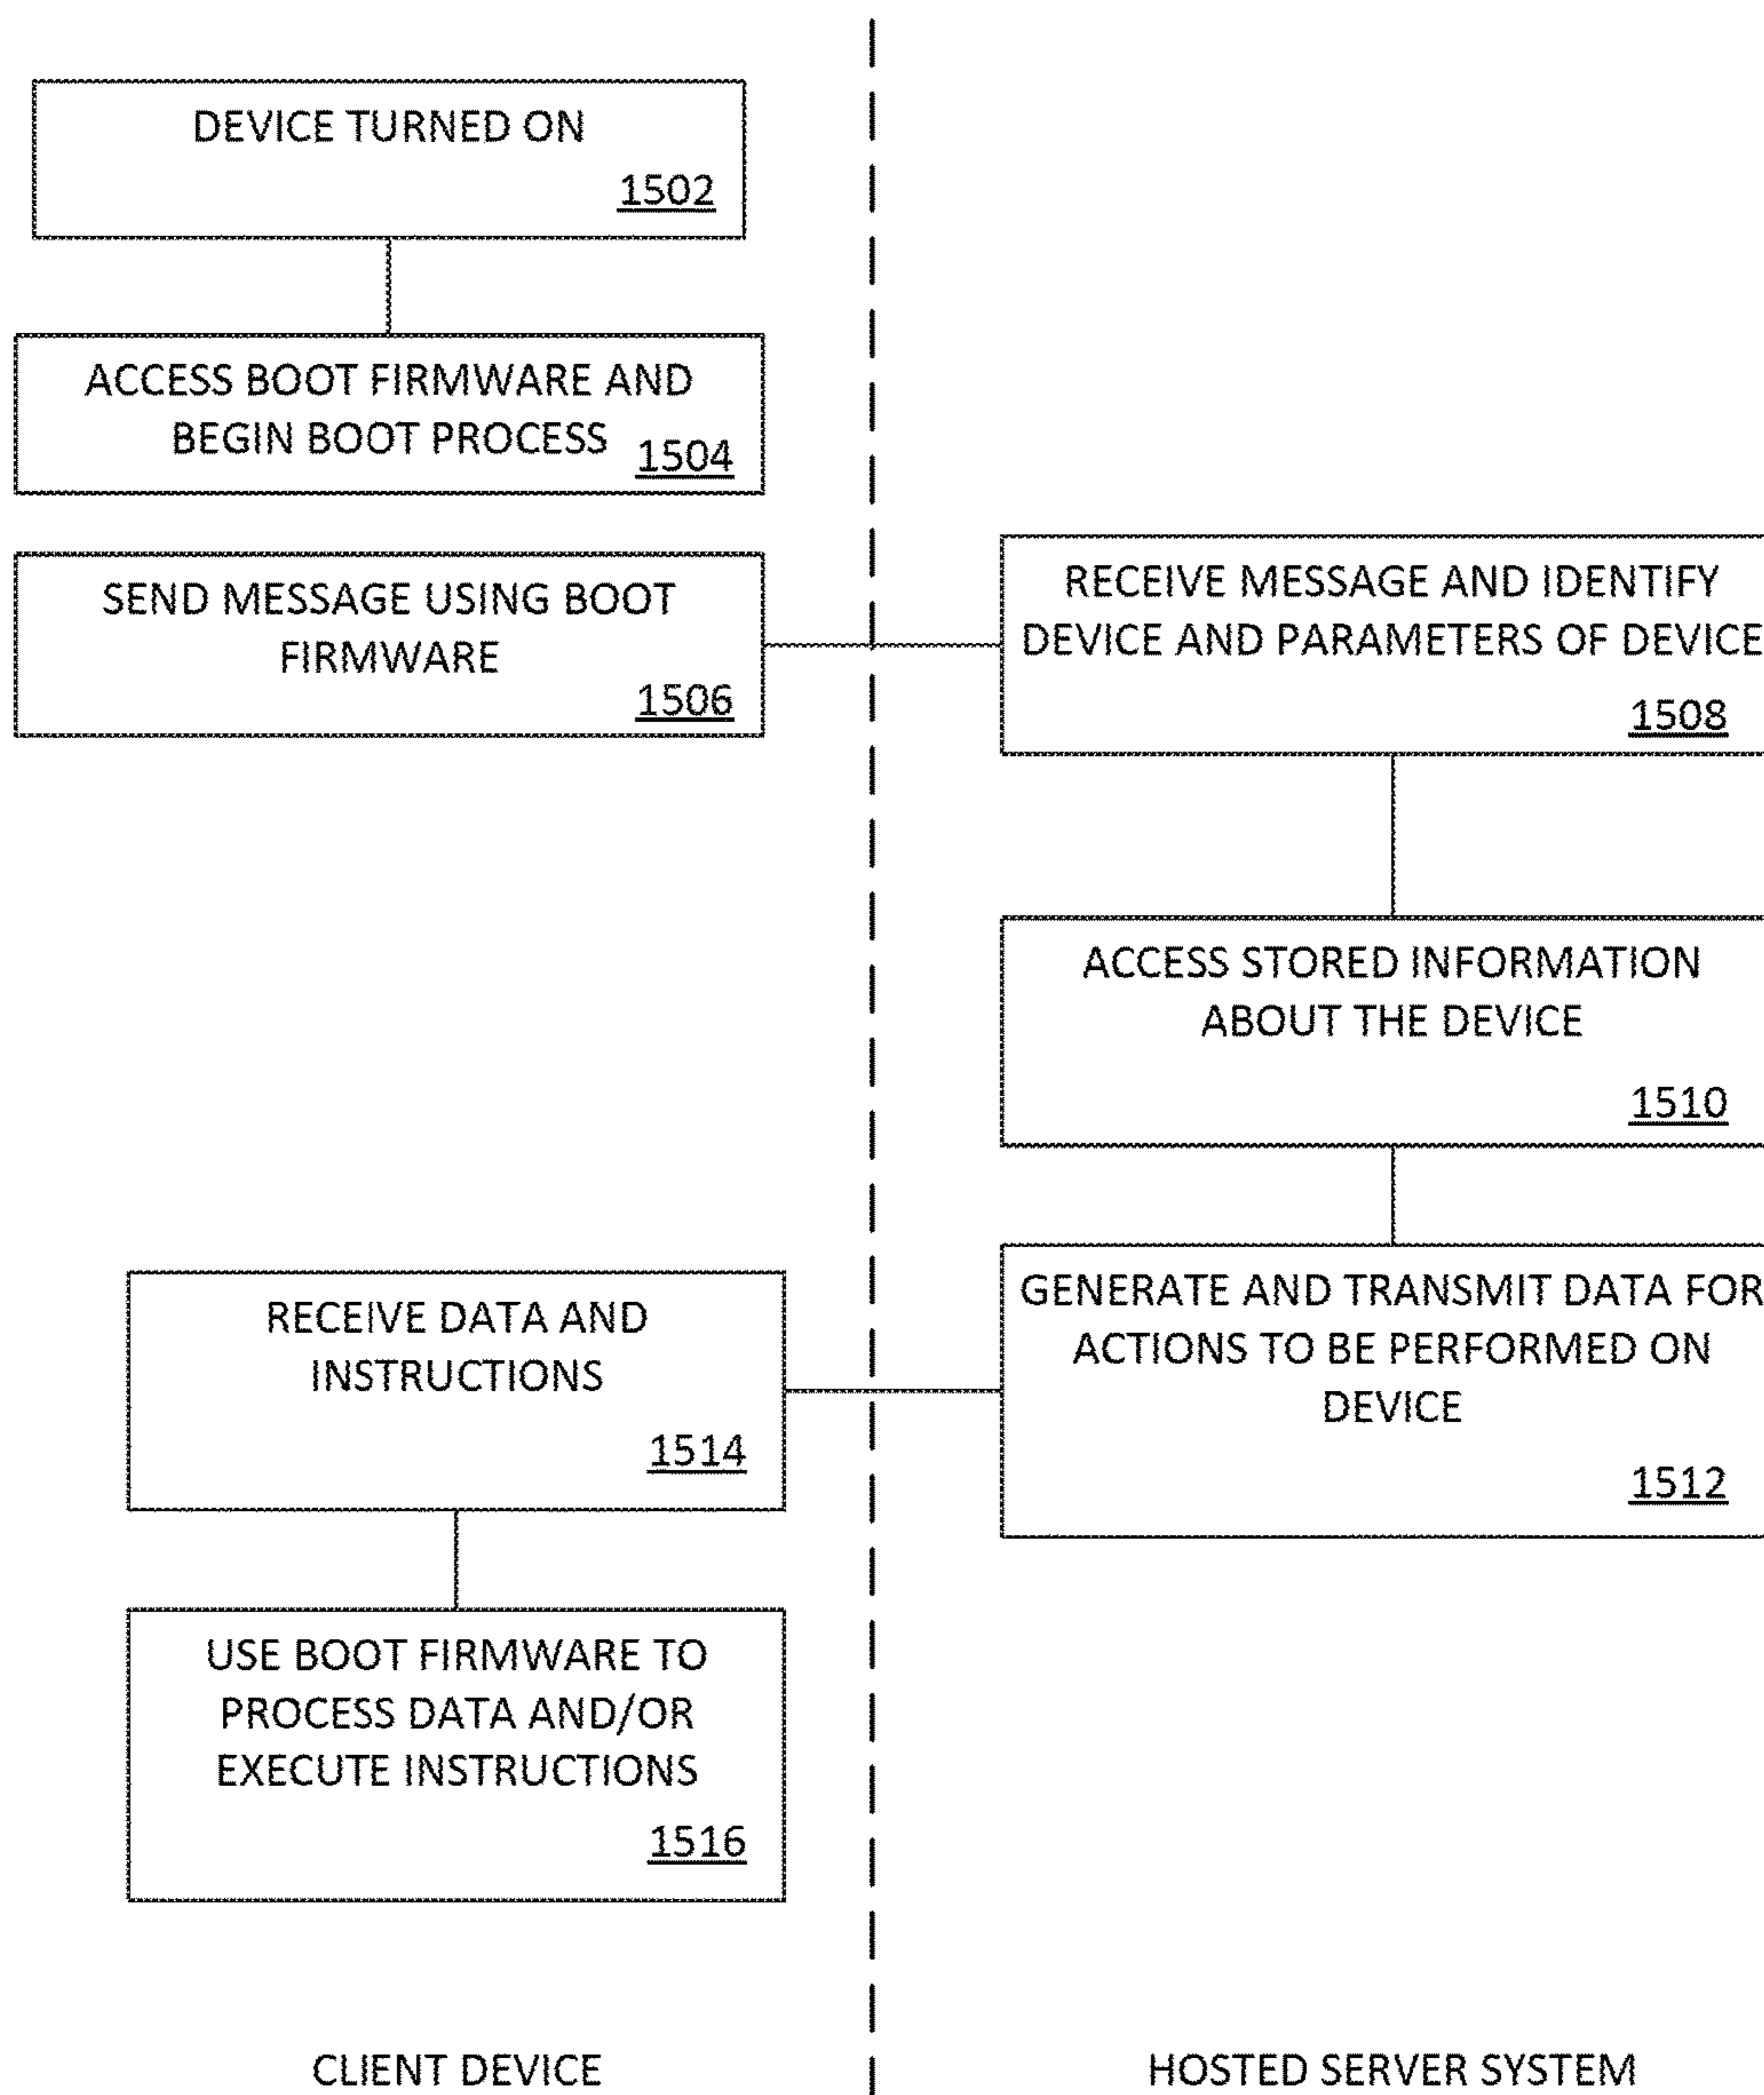 DEVICE TURNED ON
1502
ACCESS BOOT FIRMWARE AND
BEGIN BOOT PROCESS 1504
SEND MESSAGE USING BOOT
FIRMWARE
1506
RECEIVE MESSAGE AND IDENTIFY
DEVICE AND PARAMETERS OF DEVICE
1508
ACCESS STORED INFORMATION
ABOUT THE DEVICE
1510
GENERATE AND TRANSMIT DATA FOR
ACTIONS TO BE PERFORMED ON
DEVICE
1512
RECEIVE DATA AND
INSTRUCTIONS
1514
USE BOOT FIRMWARE TO
PROCESS DATA AND/OR
EXECUTE INSTRUCTIONS
1516
CLIENT DEVICE
HOSTED SERVER SYSTEM